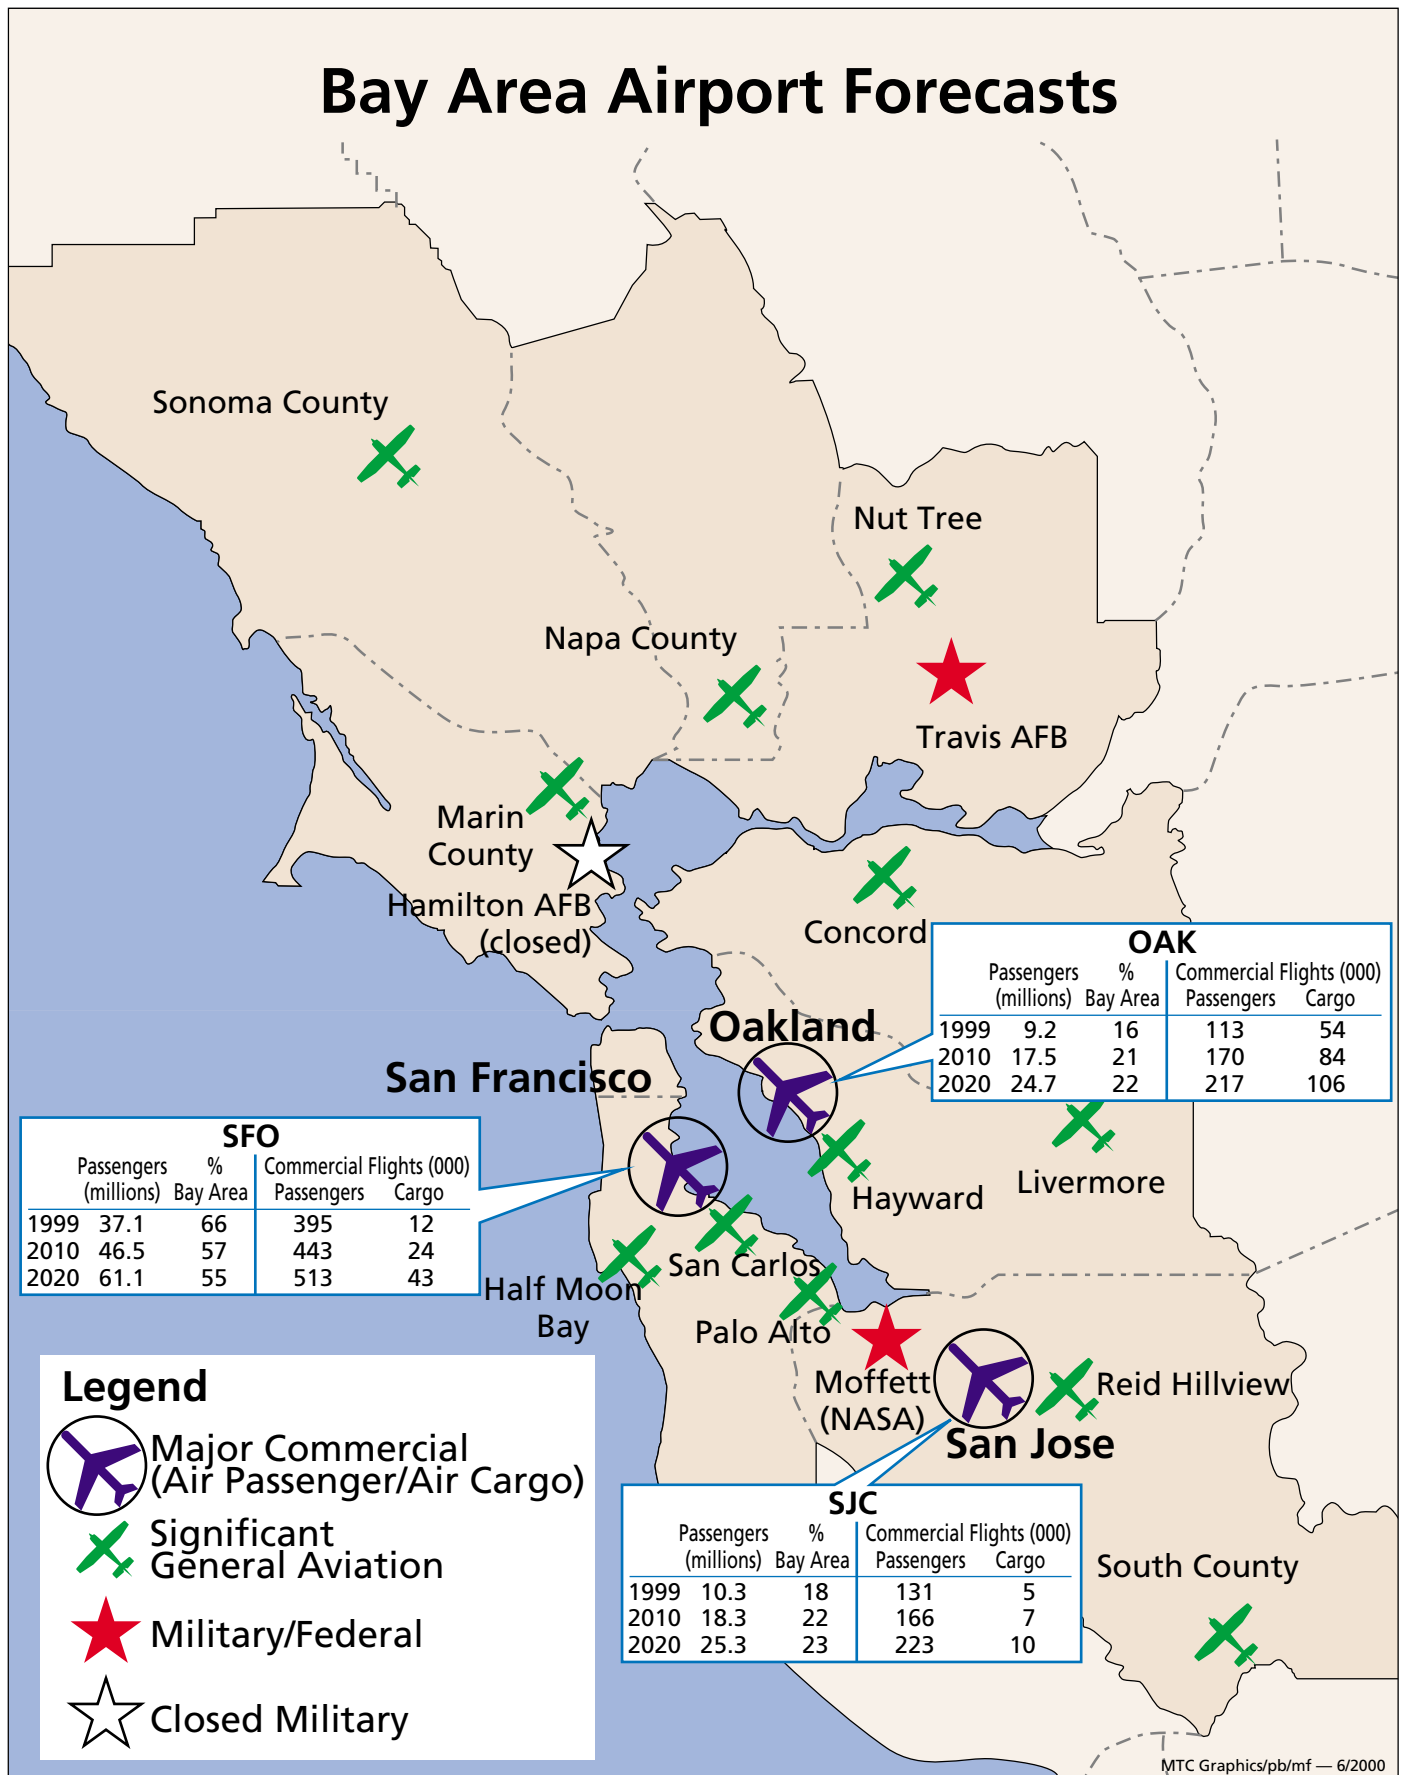 Bay Area Airport Forecasts
Sonoma County
Nut Tree
Napa County
Travis AFB
Marin
County
Hamilton AFB
(closed)
Concord
OAK
Passengers % Commercial Flights (000)
(millions) Bay Area Passengers Cargo
1999 9.2 16 113 54
2010 17.5 21 170 84
2020 24.7 22 217 106
Oakland
San Francisco
SFO
Passengers % Commercial Flights (000)
(millions) Bay Area Passengers Cargo
1999 37.1 66 395 12
2010 46.5 57 443 24
2020 61.1 55 513 43
Hayward
Livermore
San Carlos
Half Moon
Bay
Palo Alto
Moffett
(NASA)
Reid Hillview
San Jose
SJC
Passengers % Commercial Flights (000)
(millions) Bay Area Passengers Cargo
1999 10.3 18 131 5
2010 18.3 22 166 7
2020 25.3 23 223 10
South County
Legend
Major Commercial
(Air Passenger/Air Cargo)
Significant
General Aviation
Military/Federal
Closed Military
MTC Graphics/pb/mf — 6/2000